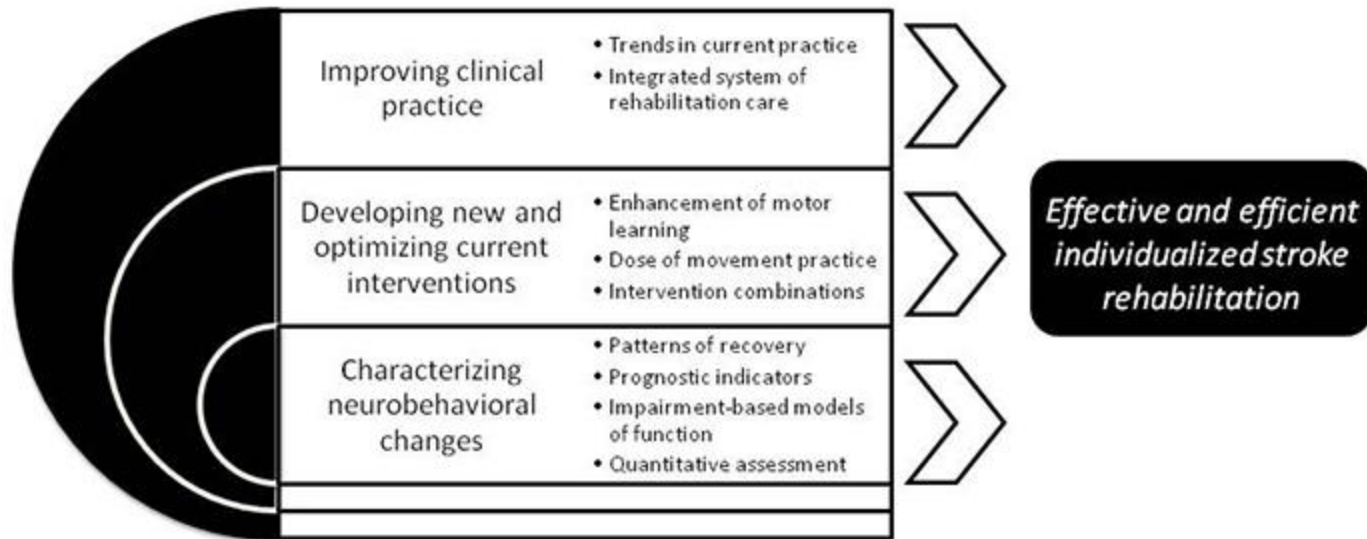 Improving clinical
practice
• Trends in current practice
• Integrated system of
rehabilitation care
Developing new and
optimizing current
interventions
• Enhancement of motor
learning
• Dose of movement practice
• Intervention combinations
Characterizing
neurobehavioral
changes
• Patterns of recovery
• Prognostic indicators
• Impairment-based models
of function
• Quantitative assessment
Effective and efficient
individualized stroke
rehabilitation